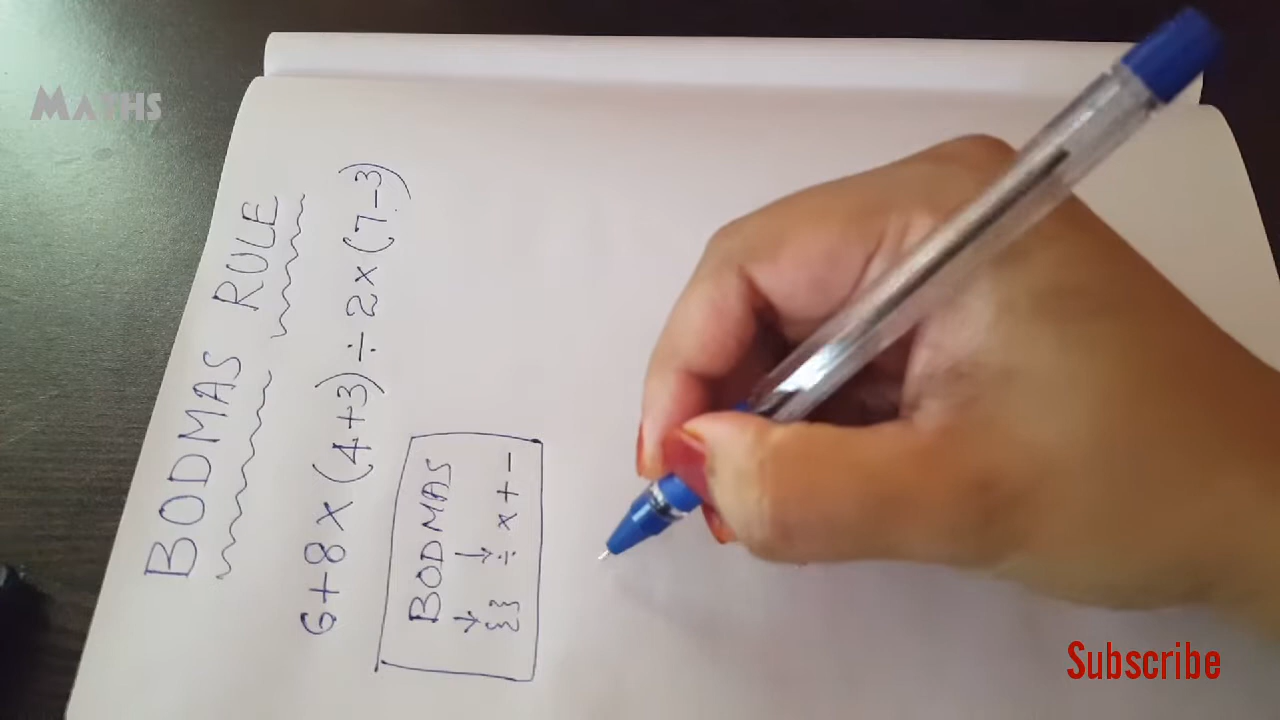 MATHS
BODMAS RULE
6+8×(4+3)÷2×(7-3)
BODMAS
↓ ↓
{} ÷ × + -
Subscribe